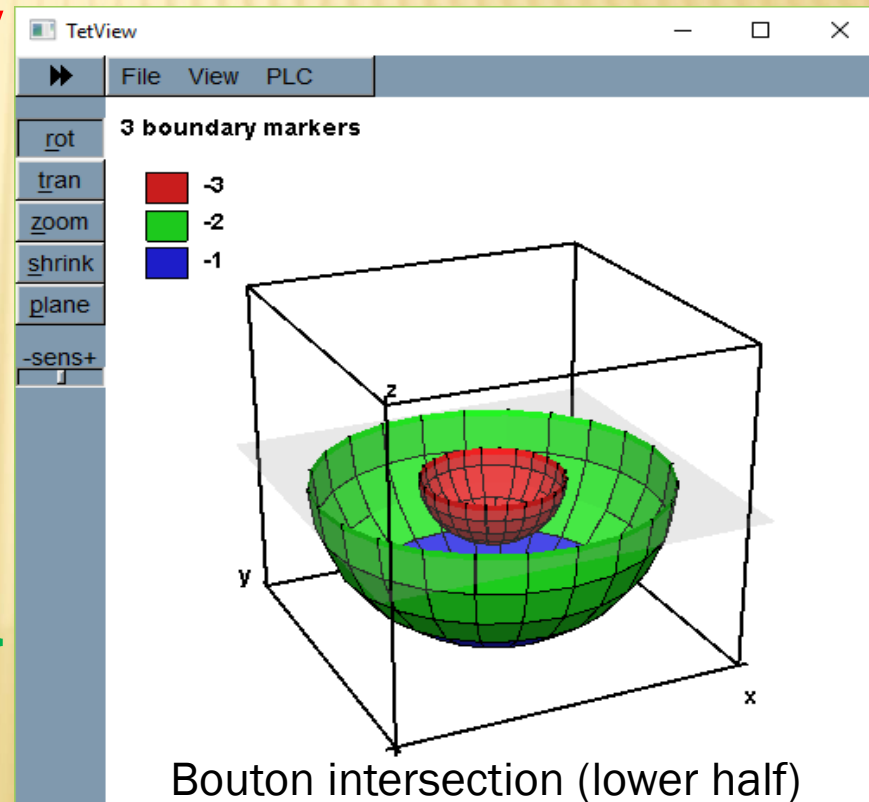 TetView
File View PLC
rot
tran
zoom
shrink
plane
-sens+
3 boundary markers
-3
-2
-1
z
y
x
Bouton intersection (lower half)